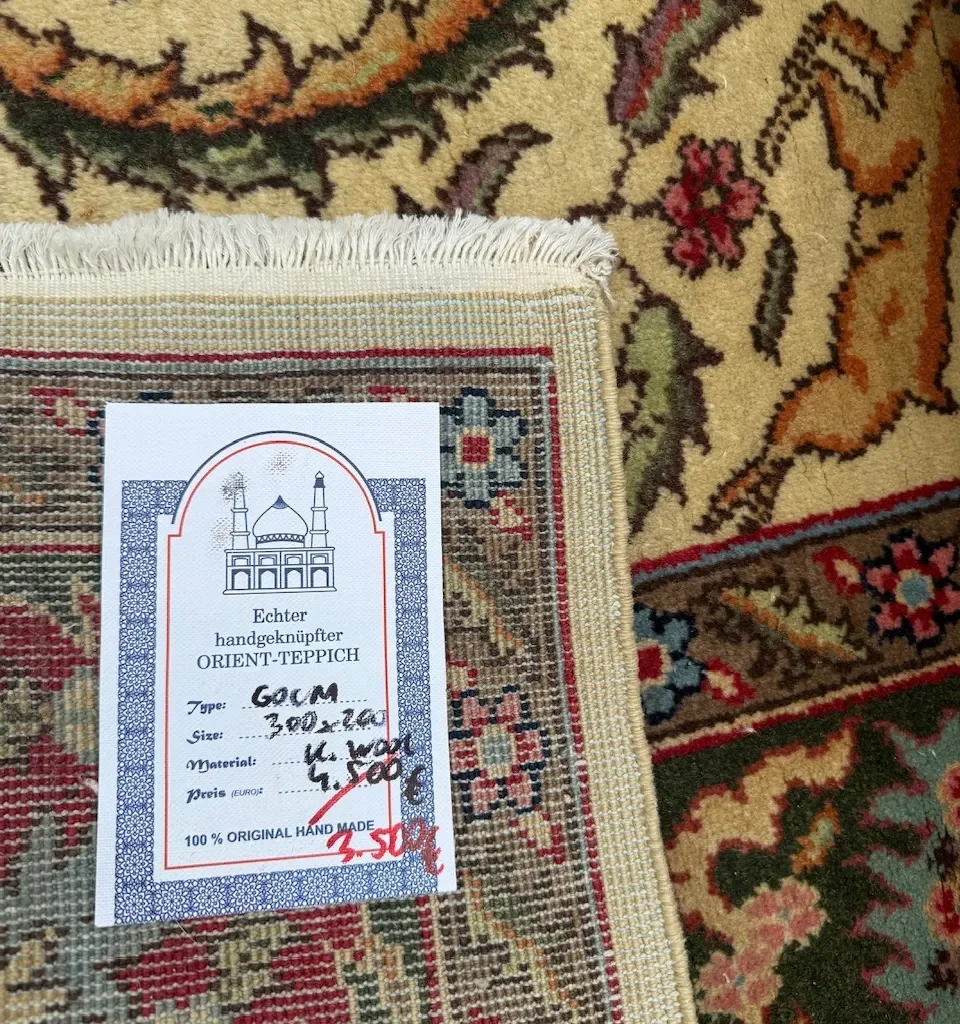 Echter
handgeknüpfter
ORIENT-TEPPICH
Type: GOUM
Size: 300x200
Material: K. WOOL
Preis (EURO): 4.500 €
100 % ORIGINAL HAND MADE
3.500 €